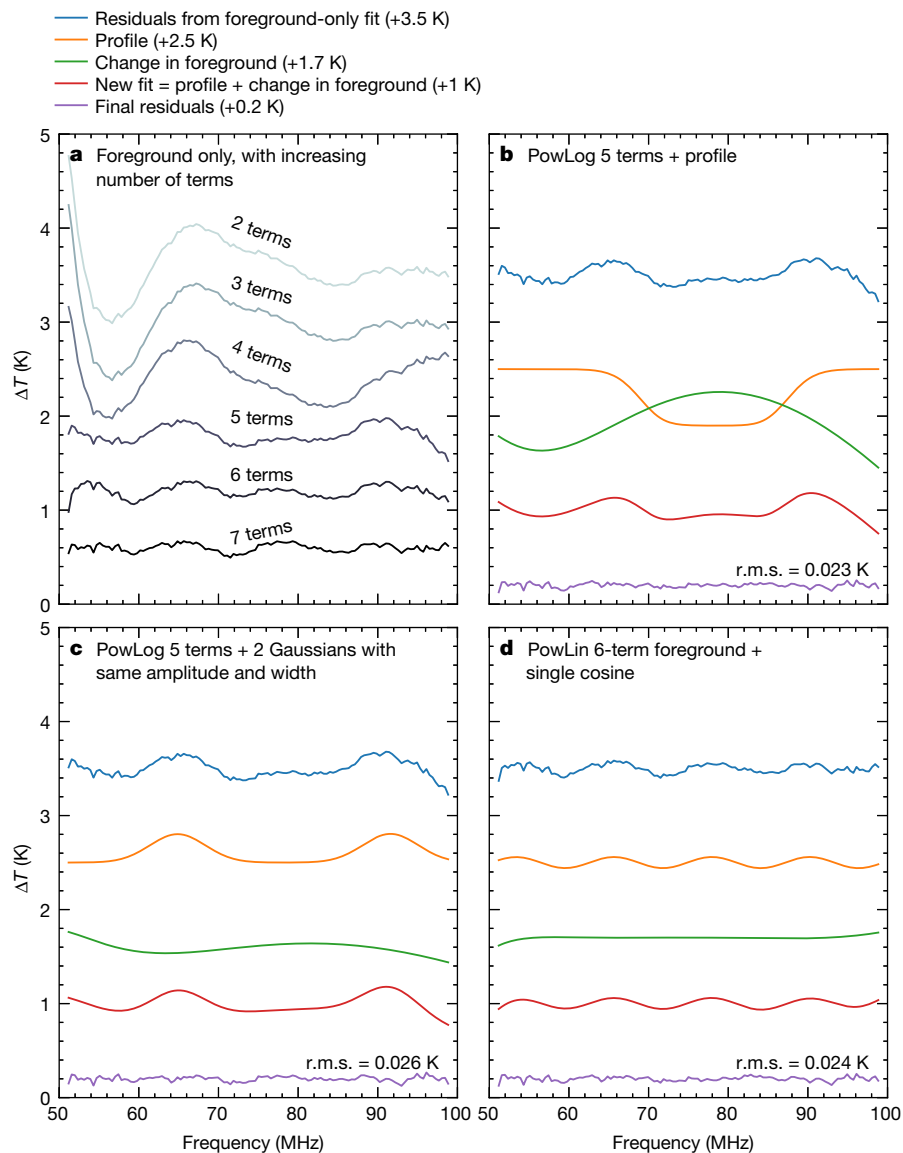 Residuals from foreground-only fit (+3.5 K)
Profile (+2.5 K)
Change in foreground (+1.7 K)
New fit = profile + change in foreground (+1 K)
Final residuals (+0.2 K)
a Foreground only, with increasing
number of terms
2 terms
3 terms
4 terms
5 terms
6 terms
7 terms
5
4
3
2
1
0
ΔT (K)
b PowLog 5 terms + profile
r.m.s. = 0.023 K
c PowLog 5 terms + 2 Gaussians with
same amplitude and width
r.m.s. = 0.026 K
5
4
3
2
1
0
ΔT (K)
50 60 70 80 90 100
Frequency (MHz)
d PowLin 6-term foreground +
single cosine
r.m.s. = 0.024 K
50 60 70 80 90 100
Frequency (MHz)